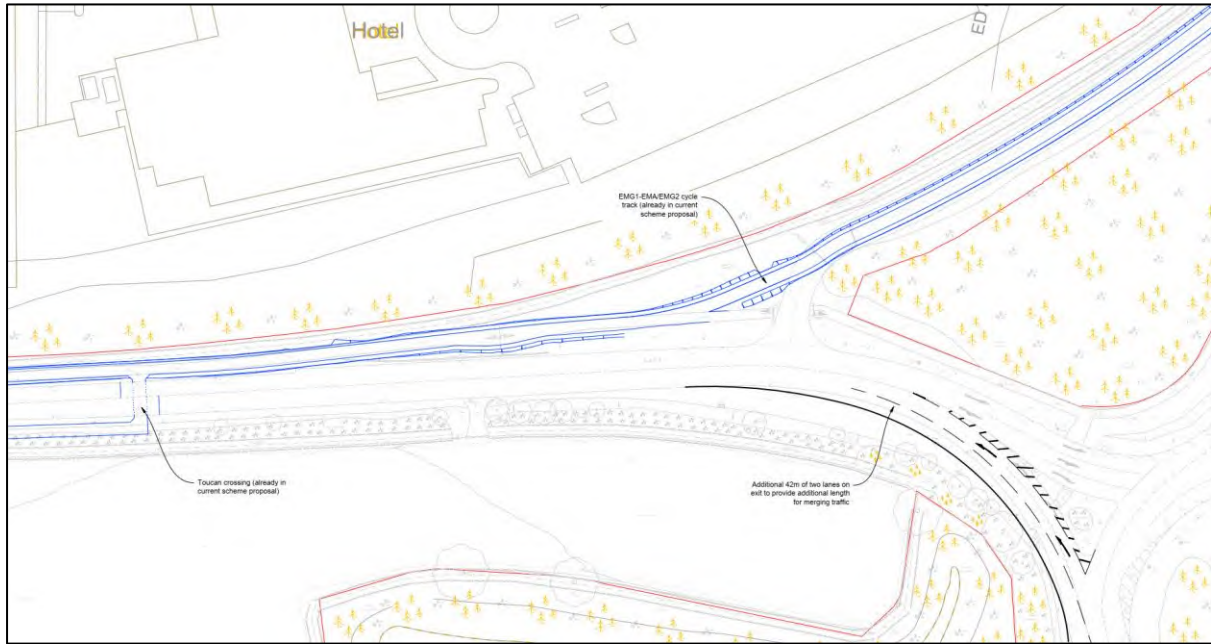 Hotel
ED
EMG1-EMA/EMG2 cycle
track (already in current
scheme proposal)
Toucan crossing (already in
current scheme proposal)
Additional 42m of two lanes on
exit to provide additional length
for merging traffic